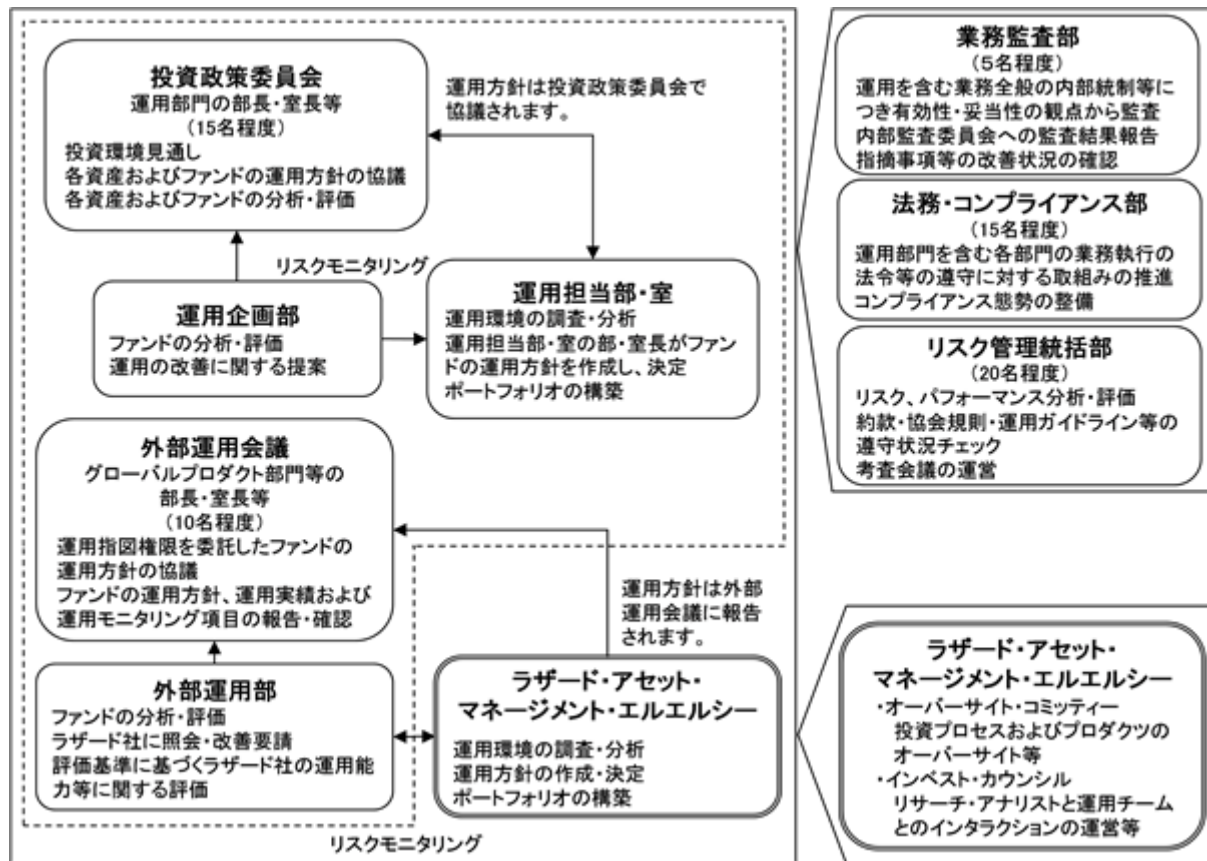 投資政策委員会
運用部門の部長・室長等
(15名程度)
投資環境見通し
各資産およびファンドの運用方針の協議
各資産およびファンドの分析・評価
運用方針は投資政策委員会で
協議されます。
リスクモニタリング
運用企画部
ファンドの分析・評価
運用の改善に関する提案
運用担当部・室
運用環境の調査・分析
運用担当部・室の部・室長がファン
ドの運用方針を作成し、決定
ポートフォリオの構築
外部運用会議
グローバルプロダクト部門等の
部長・室長等
(10名程度)
運用指図権限を委託したファンドの
運用方針の協議
ファンドの運用方針、運用実績および
運用モニタリング項目の報告・確認
運用方針は外部
運用会議に報告
されます。
外部運用部
ファンドの分析・評価
ラザード社に照会・改善要請
評価基準に基づくラザード社の運用能
力等に関する評価
ラザード・アセット・
マネージメント・エルエルシー
運用環境の調査・分析
運用方針の作成・決定
ポートフォリオの構築
リスクモニタリング
業務監査部
(5名程度)
運用を含む業務全般の内部統制等に
つき有効性・妥当性の観点から監査
内部監査委員会への監査結果報告
指摘事項等の改善状況の確認
法務・コンプライアンス部
(15名程度)
運用部門を含む各部門の業務執行の
法令等の遵守に対する取組みの推進
コンプライアンス態勢の整備
リスク管理統括部
(20名程度)
リスク、パフォーマンス分析・評価
約款・協会規則・運用ガイドライン等の
遵守状況チェック
考査会議の運営
ラザード・アセット・
マネージメント・エルエルシー
・オーバーサイト・コミッティー
投資プロセスおよびプロダクツの
オーバーサイト等
・インベスト・カウンシル
リサーチ・アナリストと運用チーム
とのインタラクションの運営等